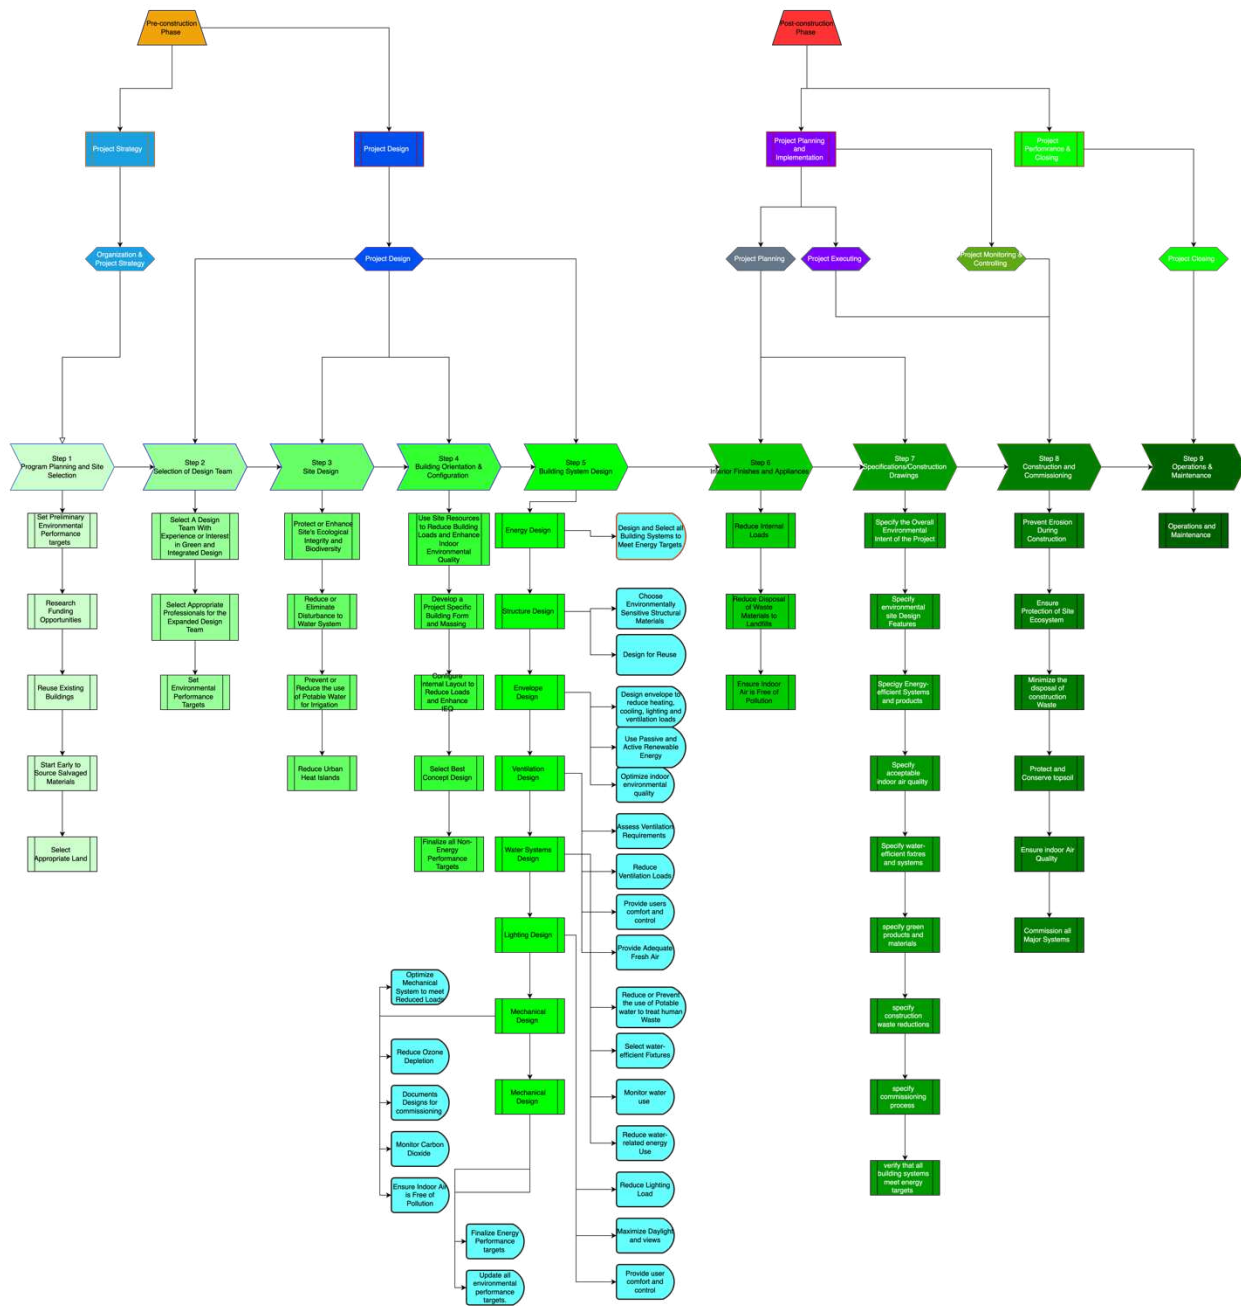 Pre-construction
Phase
Post-construction
Phase
Project Strategy
Project Design
Project Planning
and
Implementation
Project
Performance &
Closing
Organization &
Project Strategy
Project Design
Project Planning
Project Executing
Project Monitoring &
Controlling
Project Closing
Step 1
Program Planning and Site
Selection
Step 2
Selection of Design Team
Step 3
Site Design
Step 4
Building Orientation &
Configuration
Step 5
Building System Design
Step 6
Interior Finishes and Appliances
Step 7
Specifications/Construction
Drawings
Step 8
Construction and
Commissioning
Step 9
Operations &
Maintenance
Set Preliminary
Environmental
Performance
targets
Research
Funding
Opportunities
Reuse Existing
Buildings
Start Early to
Source Salvaged
Materials
Select
Appropriate Land
Select A Design
Team With
Experience or Interest
in Green and
Integrated Design
Select Appropriate
Professionals for the
Expanded Design
Team
Set
Environmental
Performance
Targets
Protect or Enhance
Site's Ecological
Integrity and
Biodiversity
Reduce or
Eliminate
Disturbance to
Water System
Prevent or
Reduce the use
of Potable Water
for Irrigation
Reduce Urban
Heat Islands
Use Site Resources
to Reduce Building
Loads and Enhance
Indoor
Environmental
Quality
Develop a
Project Specific
Building Form
and Massing
Configure
Internal Layout to
Reduce Loads
and Enhance
IEQ
Select Best
Concept Design
Finalize all Non-
Energy
Performance
Targets
Energy Design
Structure Design
Envelope Design
Ventilation Design
Water Systems
Design
Lighting Design
Mechanical
Design
Mechanical
Design
Design and Select all
Building Systems to
Meet Energy Targets
Choose
Environmentally
Sensitive Structural
Materials
Design for Reuse
Design envelope to
reduce heating,
cooling, lighting and
ventilation loads
Use Passive and
Active Renewable
Energy
Optimize indoor
environmental
quality
Assess Ventilation
Requirements
Reduce
Ventilation Loads
Provide users
comfort and
control
Provide Adequate
Fresh Air
Reduce or Prevent
the use of Potable
water to treat human
Waste
Select water-
efficient Fixtures
Monitor water
use
Reduce water-
related energy
Use
Reduce Lighting
Load
Maximize Daylight
and views
Provide user
comfort and
control
Optimize
Mechanical
System to meet
Reduced Loads
Reduce Ozone
Depletion
Documents
Designs for
commissioning
Monitor Carbon
Dioxide
Ensure Indoor Air
is Free of
Pollution
Finalize Energy
Performance
targets
Update all
environmental
performance
targets.
Reduce Internal
Loads
Reduce Disposal
of Waste
Materials to
Landfills
Ensure Indoor
Air is Free of
Pollution
Specify the Overall
Environmental
Intent of the Project
Specify
environmental
site Design
Features
Specigy Energy-
efficient Systems
and products
Specify
acceptable
indoor air quality
Specify water-
efficient fixtres
and systems
specify green
products and
materials
specify
construction
waste reductions
specify
commissioning
process
verify that all
building systems
meet energy
targets
Prevent Erosion
During
Construction
Ensure
Protection of Site
Ecosystem
Minimize the
disposal of
construction
Waste
Protect and
Conserve topsoil
Ensure indoor Air
Quality
Commission all
Major Systems
Operations and
Maintenance